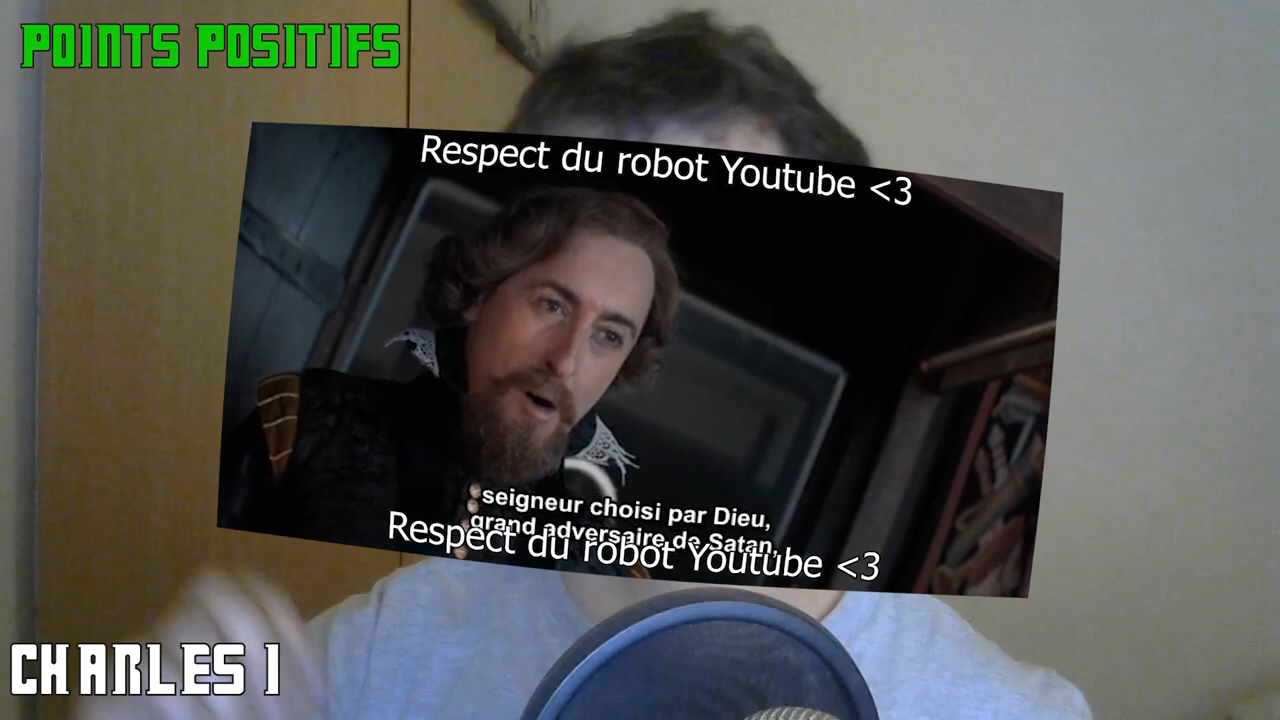 POINTS POSITIFS
Respect du robot Youtube <3
seigneur choisi par Dieu,
grand adversaire de Satan,
Respect du robot Youtube <3
CHARLES 1